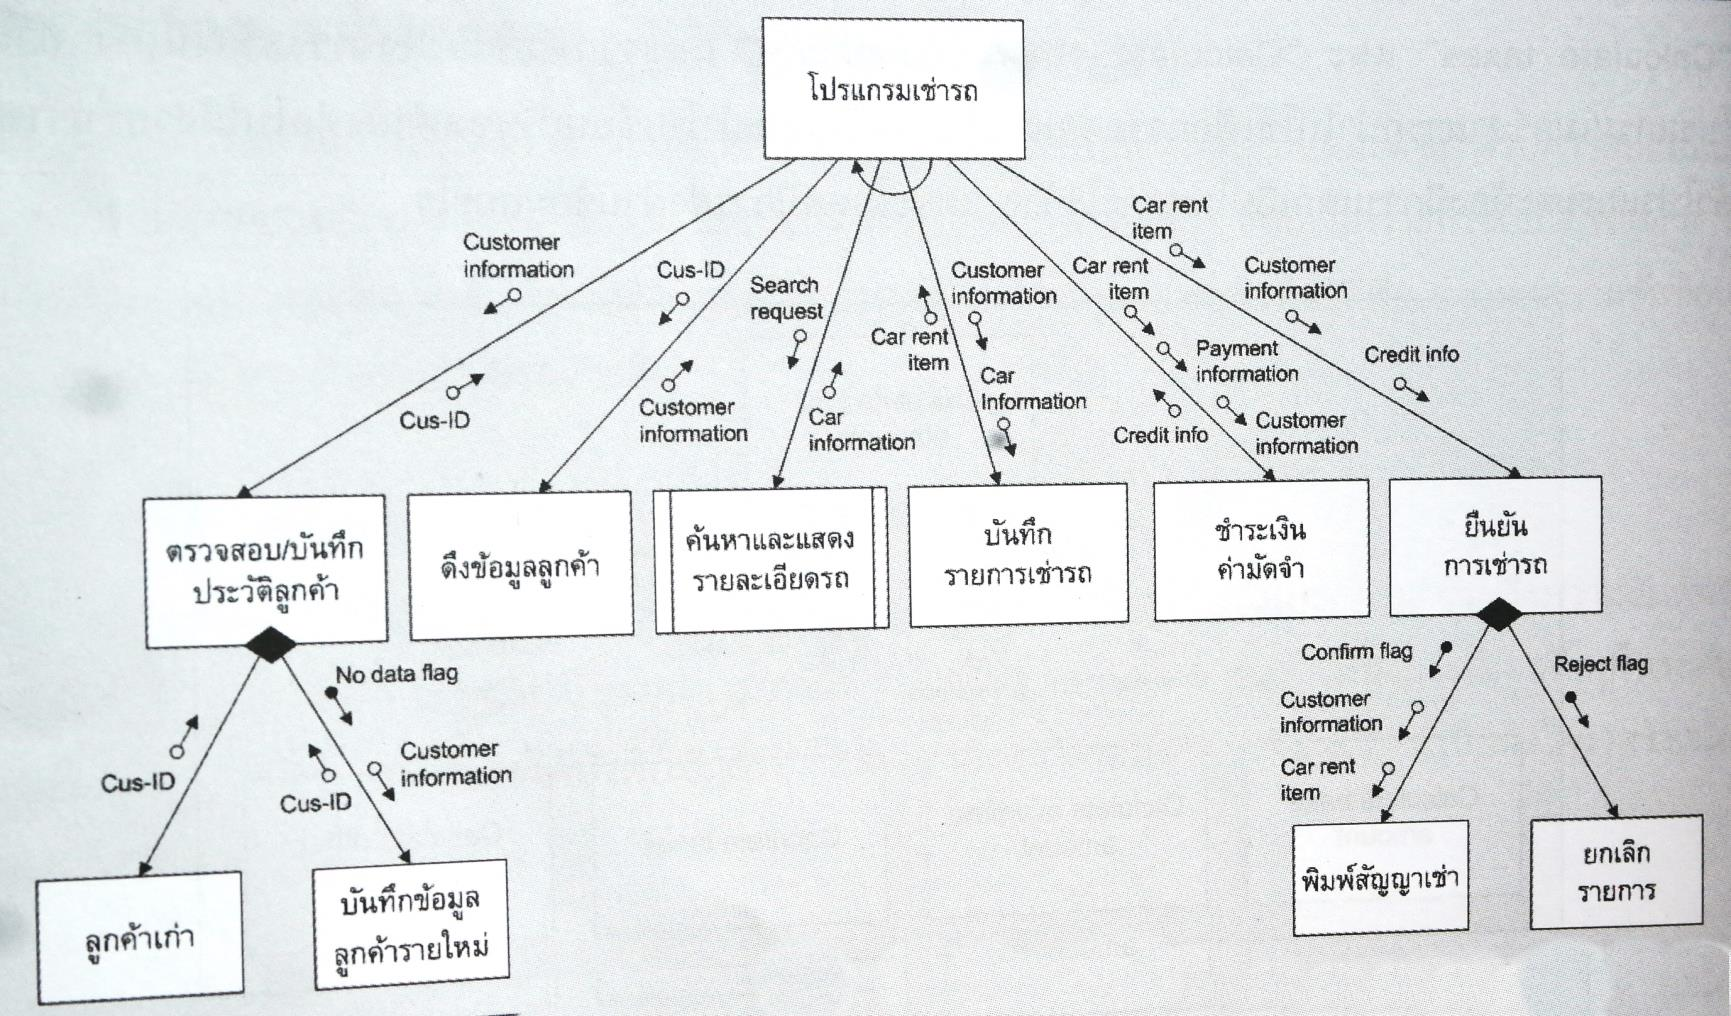 โปรแกรมเช่ารถ
Customer
information
Cus-ID
Cus-ID
Customer
information
Search
request
Car
information
Car rent
item
Customer
information
Car
Information
Car rent
item
Payment
information
Customer
information
Credit info
Car rent
item
Customer
information
Credit info
ตรวจสอบ/บันทึก
ประวัติลูกค้า
ดึงข้อมูลลูกค้า
ค้นหาและแสดง
รายละเอียดรถ
บันทึก
รายการเช่ารถ
ชำระเงิน
ค่ามัดจำ
ยืนยัน
การเช่ารถ
Cus-ID
No data flag
Cus-ID
Customer
information
Confirm flag
Customer
information
Car rent
item
Reject flag
ลูกค้าเก่า
บันทึกข้อมูล
ลูกค้ารายใหม่
พิมพ์สัญญาเช่า
ยกเลิก
รายการ